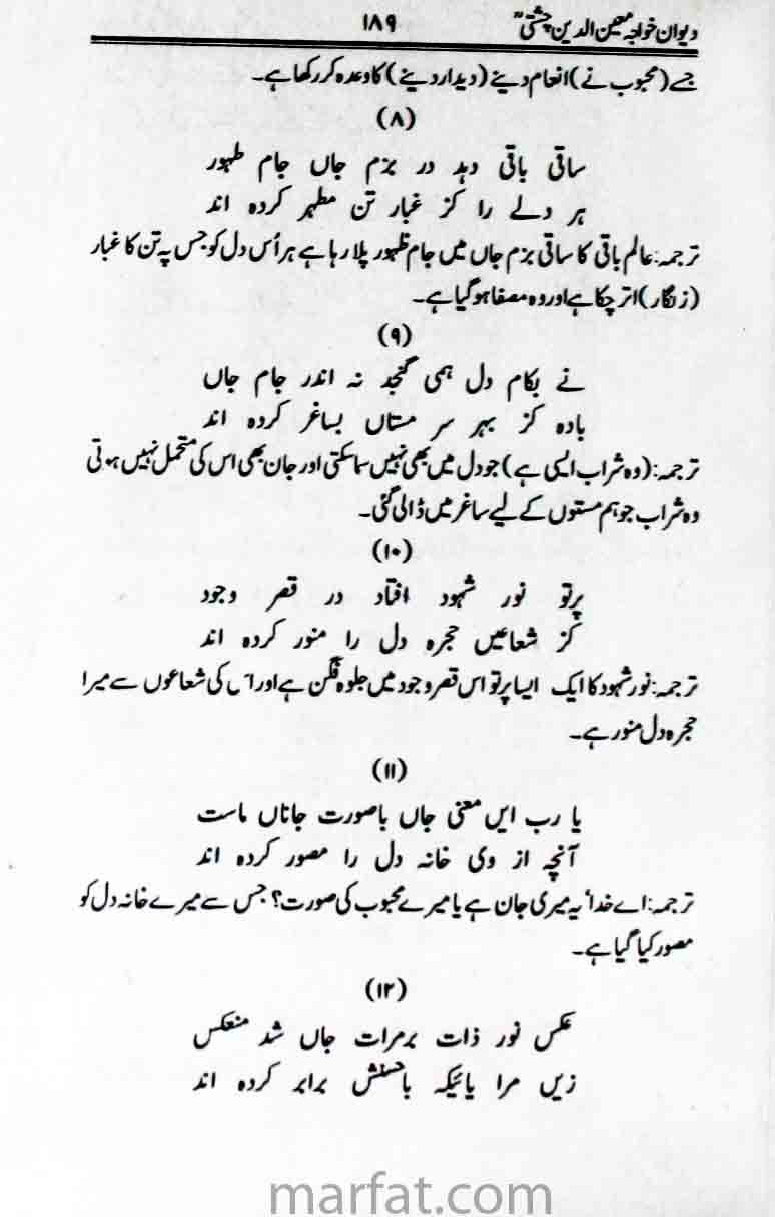 دیوان خواجہ معین الدین چشتیؒ ۱۸۹
جسے (محبوب نے) انعام دینے (دیدار دینے) کا وعدہ کر رکھا ہے۔
(۸)
ساقی باقی دہد در بزم جاں جام طہور
ہر دلے را کز غبار تن مطہر کردہ اند
ترجمہ: عالم باقی کا ساقی بزم جاں میں جام ظہور پلا رہا ہے ہر اُس دل کو جس پہ تن کا غبار
(زنگار) اتر چکا ہے اور وہ مصفا ہو گیا ہے۔
(۹)
نے بکام دل ہمی گنجد نہ اندر جام جاں
بادہ کز بہر سر مستاں بساغر کردہ اند
ترجمہ: (وہ شراب ایسی ہے) جو دل میں بھی نہیں سما سکتی اور جان بھی اس کی متحمل نہیں ہوتی
وہ شراب جو ہم مستوں کے لیے ساغر میں ڈالی گئی۔
(۱۰)
پرتو نور شہود افتاد در قصر وجود
کز شعاعیں حجرہ دل را منور کردہ اند
ترجمہ: نور شہود کا ایک ایسا پرتو اس قصر وجود میں جلوہ فگن ہے اور اس کی شعاعوں سے میرا
حجرہ دل منور ہے۔
(۱۱)
یا رب ایں معنی جاں یا صورت جاناں ماست
آنچہ از وی خانہ دل را مصور کردہ اند
ترجمہ: اے خدا! یہ میری جان ہے یا میرے محبوب کی صورت؟ جس سے میرے خانہ دل کو
مصور کیا گیا ہے۔
(۱۲)
عکس نور ذات بر مرات جاں شد منعکس
زیں مرا برابر کردہ اند
marfat.com